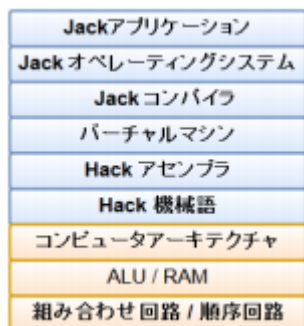 Jackアプリケーション
Jack オペレーティングシステム
Jack コンパイラ
バーチャルマシン
Hack アセンブラ
Hack 機械語
コンピュータアーキテクチャ
ALU / RAM
組み合わせ回路 / 順序回路